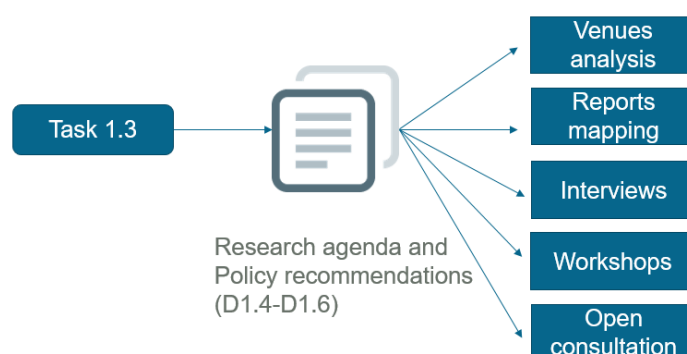 Venues
analysis
Reports
mapping
Task 1.3
Interviews
Research agenda and
Policy recommendations
(D1.4-D1.6)
Workshops
Open
consultation